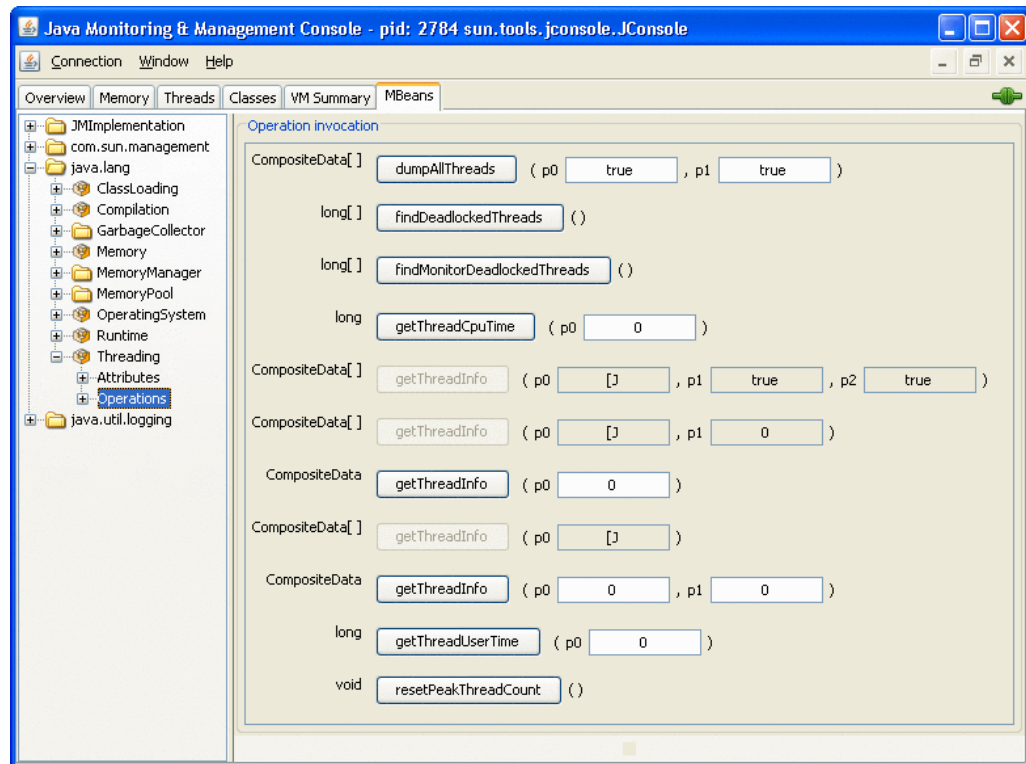 Java Monitoring & Management Console - pid: 2784 sun.tools.jconsole.JConsole
Connection Window Help
Overview Memory Threads Classes VM Summary MBeans
JMImplementation
com.sun.management
java.lang
ClassLoading
Compilation
GarbageCollector
Memory
MemoryManager
MemoryPool
OperatingSystem
Runtime
Threading
Attributes
Operations
java.util.logging
Operation invocation
CompositeData[ ] dumpAllThreads ( p0 true , p1 true )
long[ ] findDeadlockedThreads ()
long[ ] findMonitorDeadlockedThreads ()
long getThreadCpuTime ( p0 0 )
CompositeData[ ] getThreadInfo ( p0 [J , p1 true , p2 true )
CompositeData[ ] getThreadInfo ( p0 [J , p1 0 )
CompositeData getThreadInfo ( p0 0 )
CompositeData[ ] getThreadInfo ( p0 [J )
CompositeData getThreadInfo ( p0 0 , p1 0 )
long getThreadUserTime ( p0 0 )
void resetPeakThreadCount ()